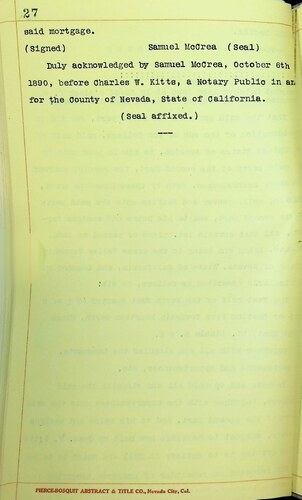 27
said mortgage.
(Signed) Samuel McCrea (Seal)
Duly acknowledged by Samuel McCrea, October 6th
1890, before Charles W. Kitts, a Notary Public in an
for the County of Nevada, State of California.
(Seal affixed.)
PIERCE-BOSQUIT ABSTRACT & TITLE CO., Nevada City, Cal.